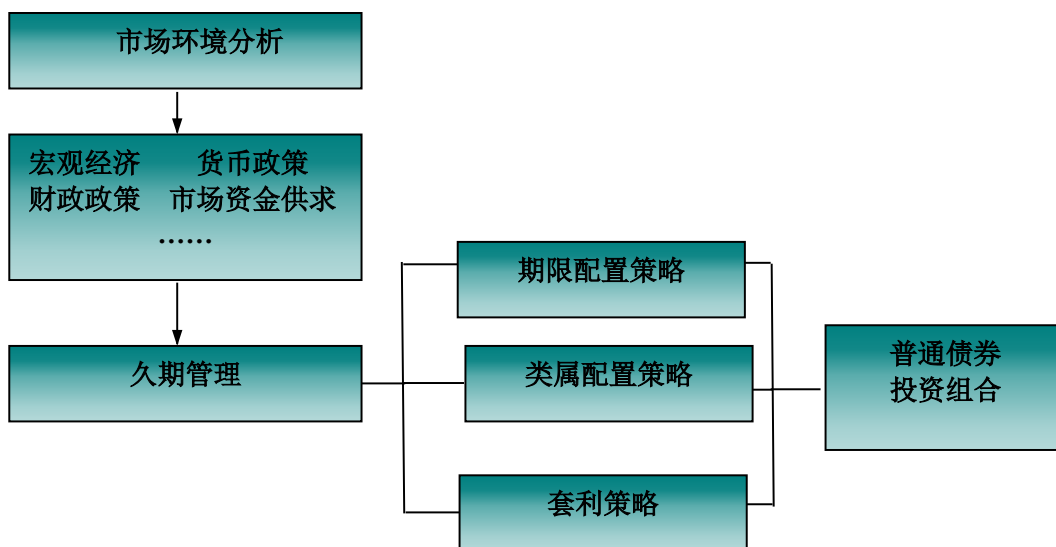 市场环境分析
宏观经济 货币政策
财政政策 市场资金供求
……
期限配置策略
久期管理
类属配置策略
普通债券
投资组合
套利策略